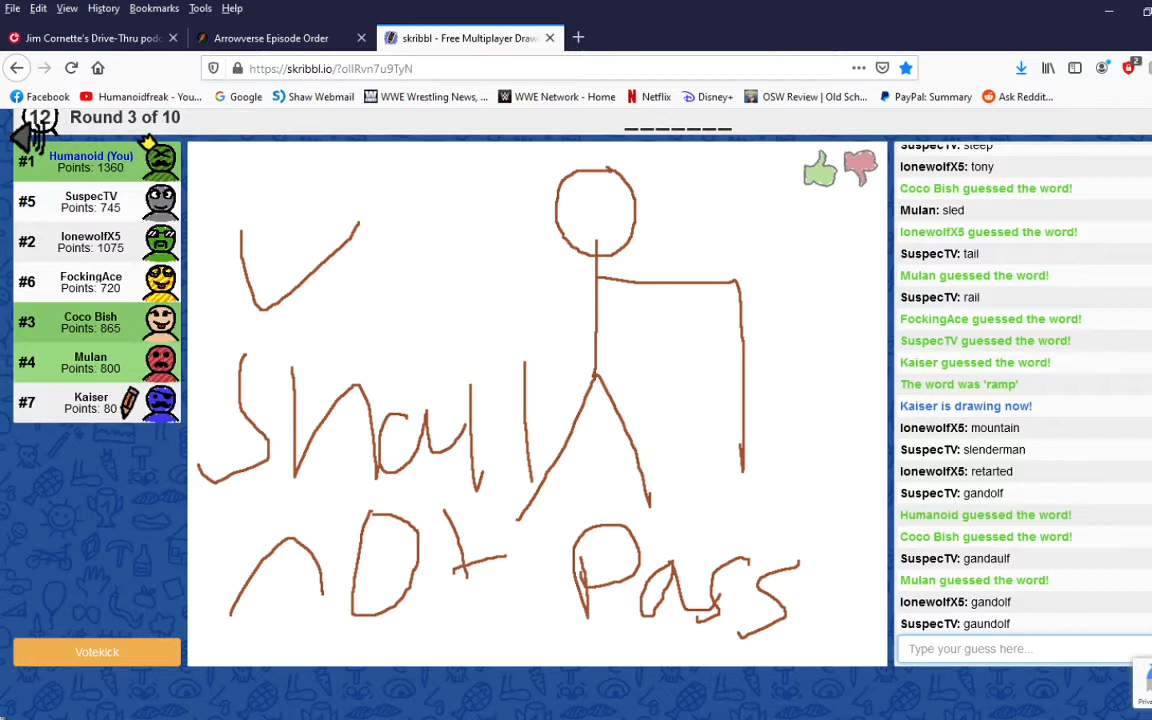 File Edit View History Bookmarks Tools Help
Jim Cornette's Drive-Thru podc
Arrowverse Episode Order
skribbl - Free Multiplayer Draw
https://skribbl.io/?olIRvn7u9TyN
2
Facebook
Humanoidfreak - You...
Google
Shaw Webmail
WWE Wrestling News, ...
WWE Network - Home
Netflix
Disney+
OSW Review | Old Sch...
PayPal: Summary
Ask Reddit...
12
Round 3 of 10
_ _ _ _ _ _ _
#1 Humanoid (You)
Points: 1360
#5 SuspecTV
Points: 745
#2 lonewolfX5
Points: 1075
#6 FockingAce
Points: 720
#3 Coco Bish
Points: 865
#4 Mulan
Points: 800
#7 Kaiser
Points: 80
Votekick
Shall
not Pass
SuspecTV: steep
lonewolfX5: tony
Coco Bish guessed the word!
Mulan: sled
lonewolfX5 guessed the word!
SuspecTV: tail
Mulan guessed the word!
SuspecTV: rail
FockingAce guessed the word!
SuspecTV guessed the word!
Kaiser guessed the word!
The word was 'ramp'
Kaiser is drawing now!
lonewolfX5: mountain
SuspecTV: slenderman
lonewolfX5: retarted
SuspecTV: gandolf
Humanoid guessed the word!
Coco Bish guessed the word!
SuspecTV: gandaulf
Mulan guessed the word!
lonewolfX5: gandolf
SuspecTV: gaundolf
Type your guess here...